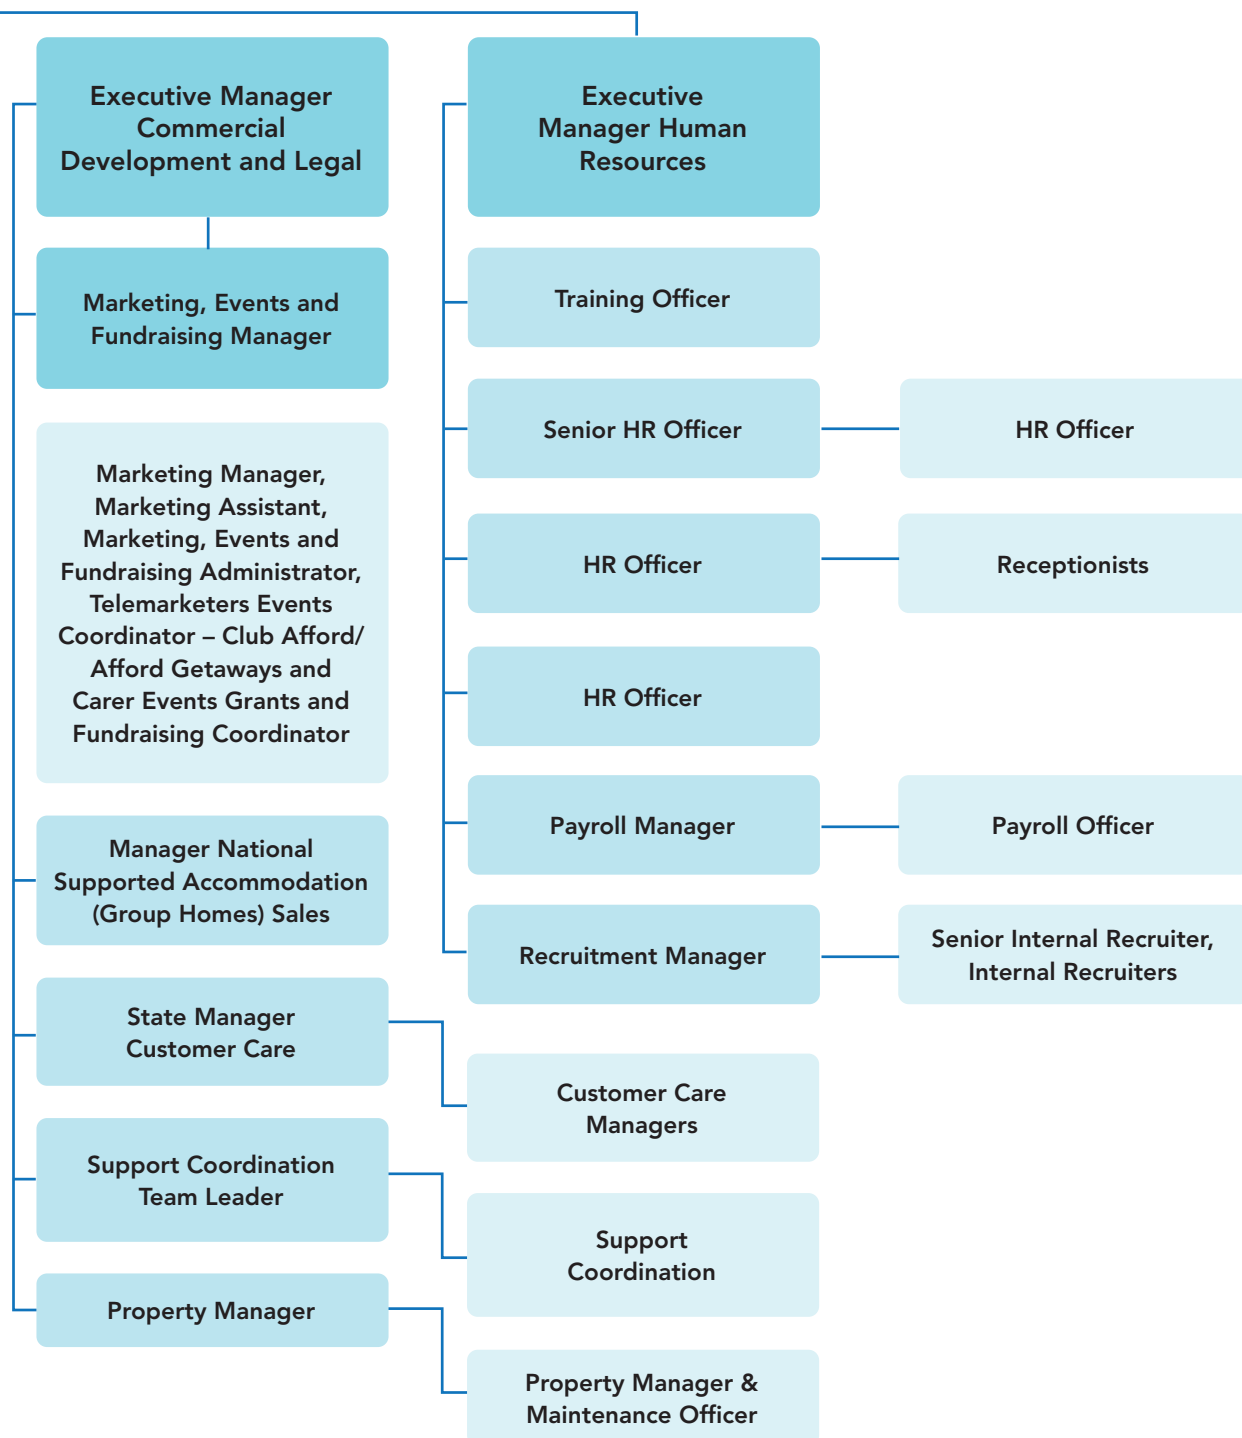 Executive Manager
Commercial
Development and Legal
Marketing, Events and
Fundraising Manager
Marketing Manager,
Marketing Assistant,
Marketing, Events and
Fundraising Administrator,
Telemarketers Events
Coordinator – Club Afford/
Afford Getaways and
Carer Events Grants and
Fundraising Coordinator
Manager National
Supported Accommodation
(Group Homes) Sales
State Manager
Customer Care
Customer Care
Managers
Support Coordination
Team Leader
Support
Coordination
Property Manager
Property Manager &
Maintenance Officer
Executive
Manager Human
Resources
Training Officer
Senior HR Officer
HR Officer
HR Officer
Receptionists
HR Officer
Payroll Manager
Payroll Officer
Recruitment Manager
Senior Internal Recruiter,
Internal Recruiters